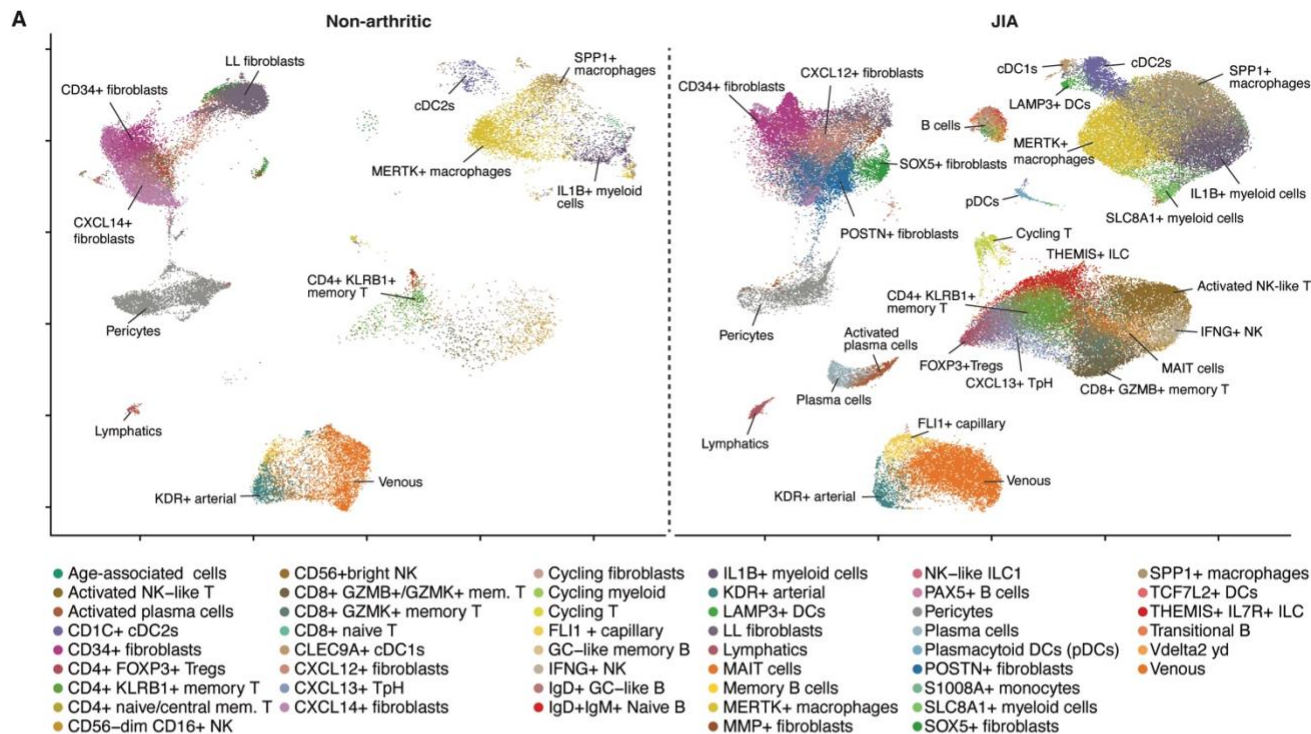 A
Non-arthritic
JIA
LL fibroblasts
CD34+ fibroblasts
CXCL14+
fibroblasts
Pericytes
Lymphatics
KDR+ arterial
Venous
cDC2s
SPP1+
macrophages
MERTK+ macrophages
IL1B+ myeloid
cells
CD4+ KLRB1+
memory T
CD34+ fibroblasts
CXCL12+ fibroblasts
SOX5+ fibroblasts
POSTN+ fibroblasts
Pericytes
Activated
plasma cells
Plasma cells
Lymphatics
FLI1+ capillary
KDR+ arterial
Venous
cDC1s
cDC2s
LAMP3+ DCs
SPP1+
macrophages
B cells
MERTK+
macrophages
IL1B+ myeloid cells
SLC8A1+ myeloid cells
pDCs
Cycling T
THEMIS+ ILC
CD4+ KLRB1+
memory T
Activated NK-like T
IFNG+ NK
MAIT cells
FOXP3+Tregs
CXCL13+ TpH
CD8+ GZMB+ memory T
Age-associated cells
Activated NK−like T
Activated plasma cells
CD1C+ cDC2s
CD34+ fibroblasts
CD4+ FOXP3+ Tregs
CD4+ KLRB1+ memory T
CD4+ naive/central mem. T
CD56−dim CD16+ NK
CD56+bright NK
CD8+ GZMB+/GZMK+ mem. T
CD8+ GZMK+ memory T
CD8+ naive T
CLEC9A+ cDC1s
CXCL12+ fibroblasts
CXCL13+ TpH
CXCL14+ fibroblasts
Cycling fibroblasts
Cycling myeloid
Cycling T
FLI1 + capillary
GC−like memory B
IFNG+ NK
IgD+ GC−like B
IgD+IgM+ Naive B
IL1B+ myeloid cells
KDR+ arterial
LAMP3+ DCs
LL fibroblasts
Lymphatics
MAIT cells
Memory B cells
MERTK+ macrophages
MMP+ fibroblasts
NK−like ILC1
PAX5+ B cells
Pericytes
Plasma cells
Plasmacytoid DCs (pDCs)
POSTN+ fibroblasts
S1008A+ monocytes
SLC8A1+ myeloid cells
SOX5+ fibroblasts
SPP1+ macrophages
TCF7L2+ DCs
THEMIS+ IL7R+ ILC
Transitional B
Vdelta2 yd
Venous